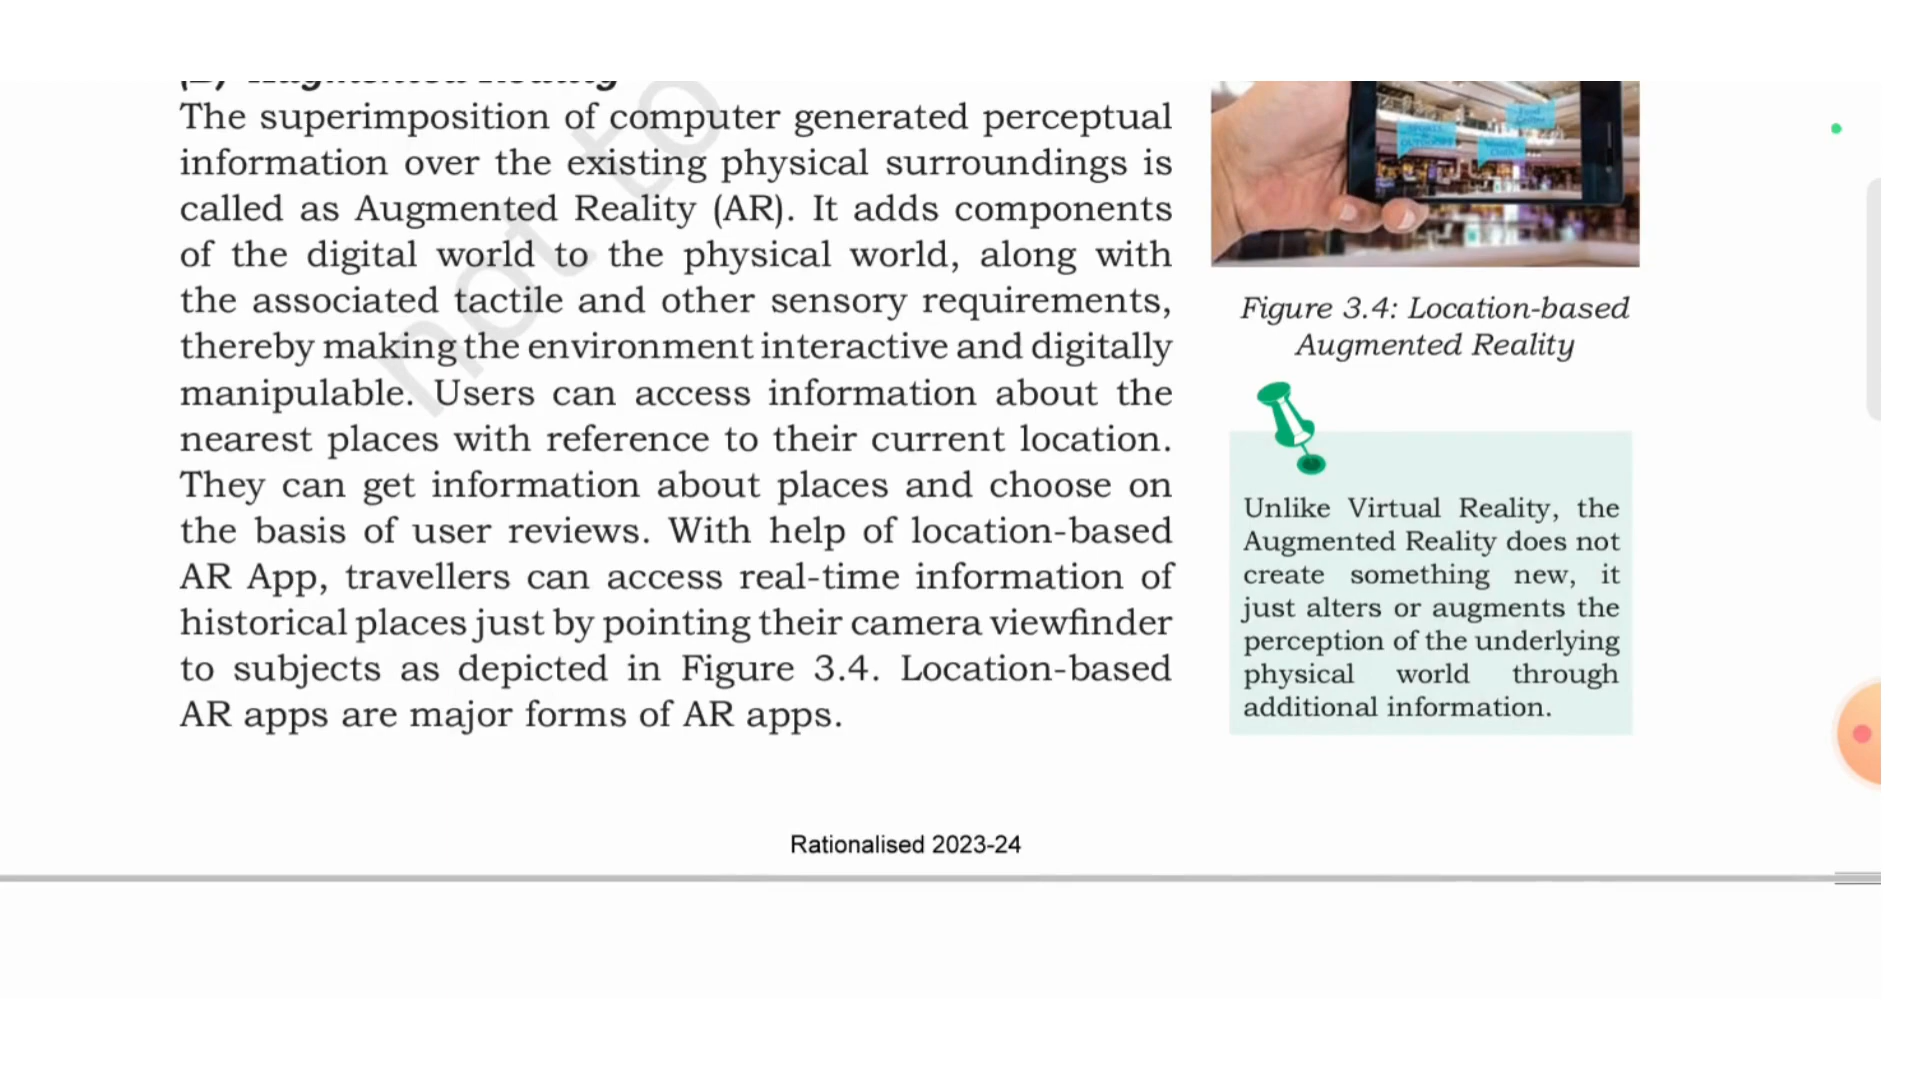 (B) Augmented Reality
The superimposition of computer generated perceptual
information over the existing physical surroundings is
called as Augmented Reality (AR). It adds components
of the digital world to the physical world, along with
the associated tactile and other sensory requirements,
thereby making the environment interactive and digitally
manipulable. Users can access information about the
nearest places with reference to their current location.
They can get information about places and choose on
the basis of user reviews. With help of location-based
AR App, travellers can access real-time information of
historical places just by pointing their camera viewfinder
to subjects as depicted in Figure 3.4. Location-based
AR apps are major forms of AR apps.
not to
Figure 3.4: Location-based
Augmented Reality
Unlike Virtual Reality, the
Augmented Reality does not
create something new, it
just alters or augments the
perception of the underlying
physical world through
additional information.
Rationalised 2023-24